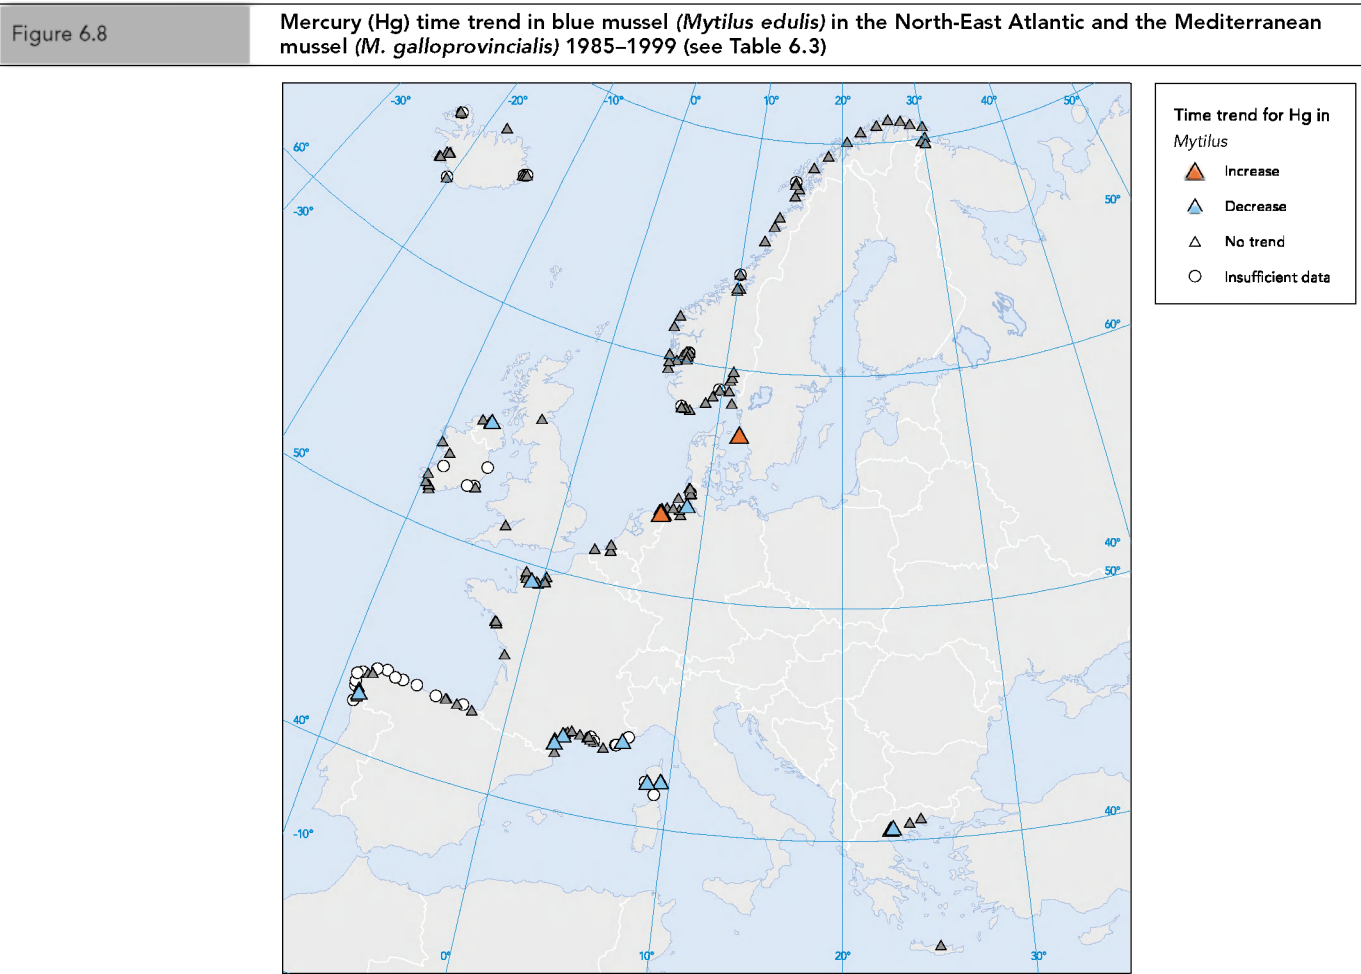 Figure 6.8
Mercury (Hg) time trend in blue mussel (Mytilus edulis) in the North-East Atlantic and the Mediterranean
mussel (M. galloprovincialis) 1985–1999 (see Table 6.3)
-30° -20° -10° 0° 10° 20° 30° 40° 50°
60°
-30°
50°
60°
50°
40°
50°
40°
40°
-10°
0° 10° 20° 30°
Time trend for Hg in
Mytilus
Increase
Decrease
No trend
Insufficient data